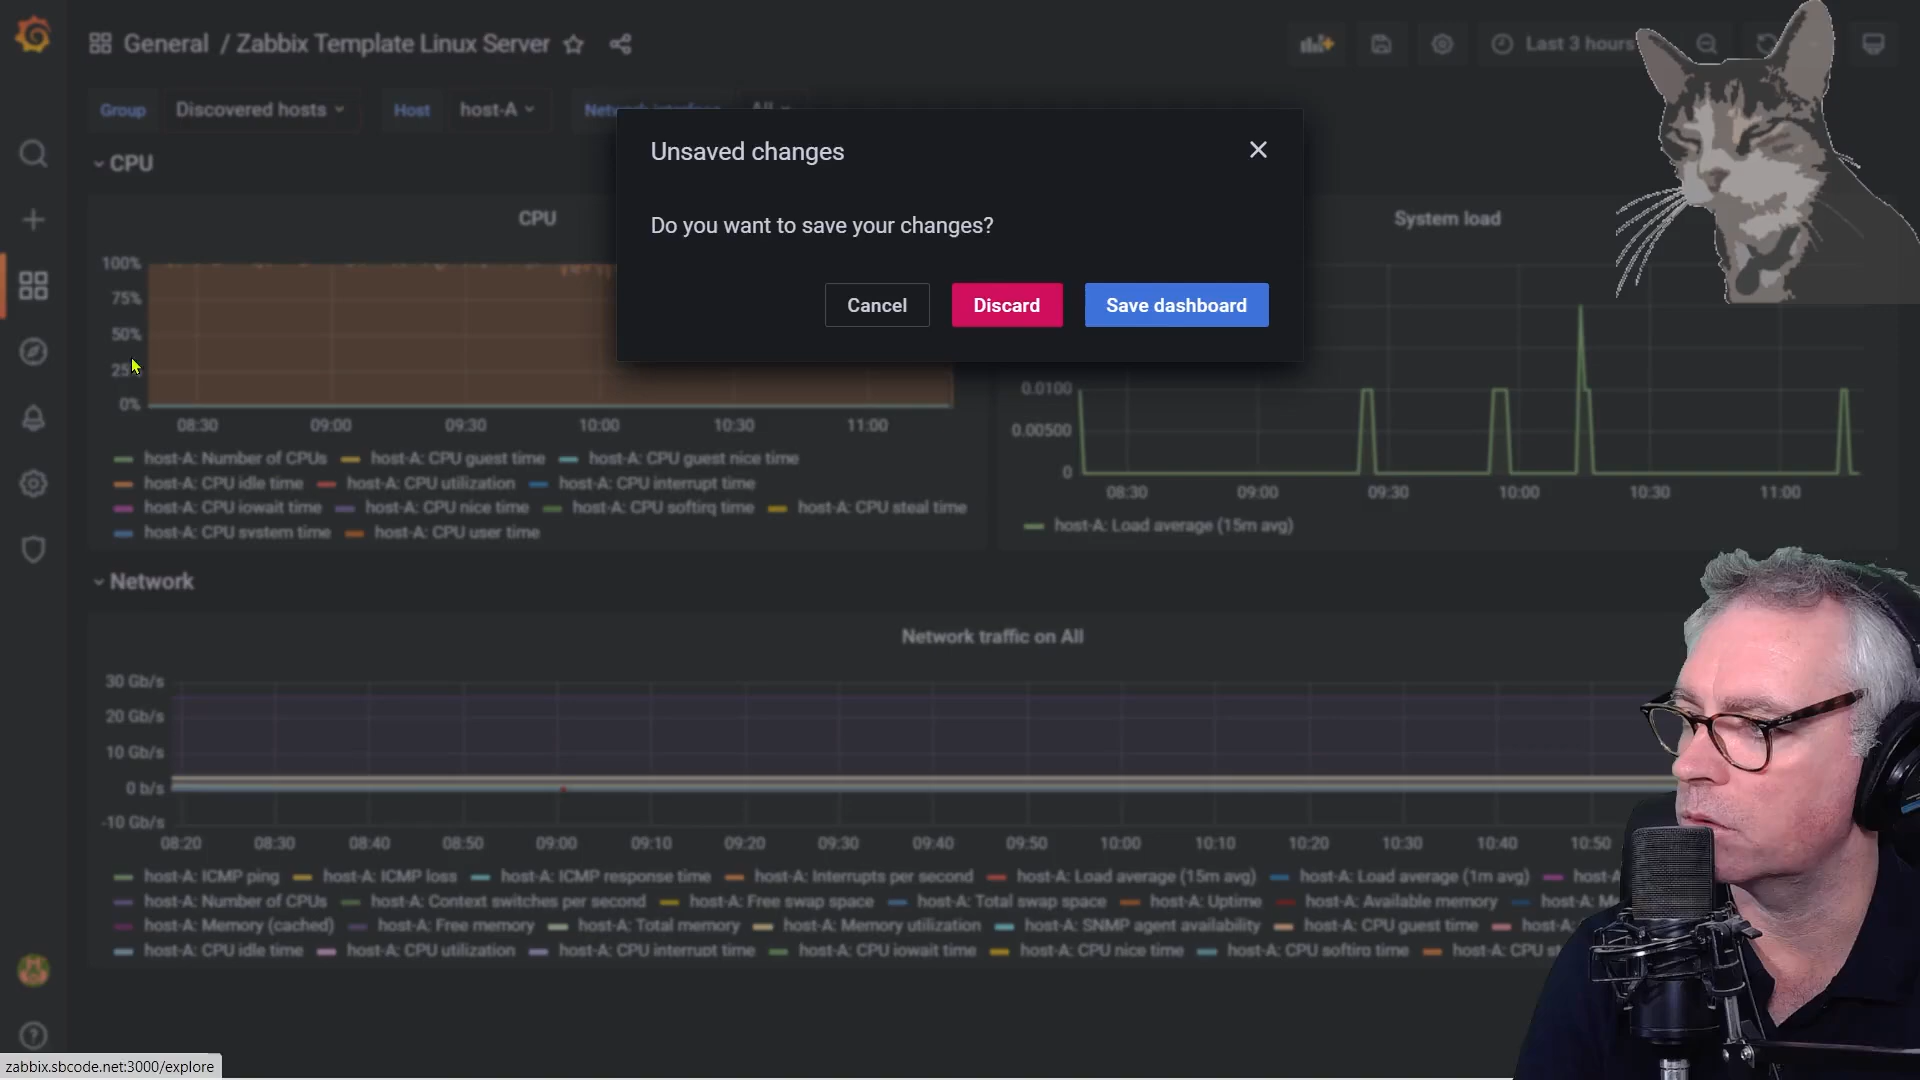 General / Zabbix Template Linux Server
Last 3 hours
Group Discovered hosts Host host-A Network interface All
CPU
Unsaved changes
Do you want to save your changes?
Cancel Discard Save dashboard
CPU
System load
100%
75%
50%
25%
0%
08:30 09:00 09:30 10:00 10:30 11:00
host-A: Number of CPUs host-A: CPU guest time host-A: CPU guest nice time
host-A: CPU idle time host-A: CPU utilization host-A: CPU interrupt time
host-A: CPU iowait time host-A: CPU nice time host-A: CPU softirq time host-A: CPU steal time
host-A: CPU system time host-A: CPU user time
0.0100
0.00500
0
08:30 09:00 09:30 10:00 10:30 11:00
host-A: Load average (15m avg)
Network
Network traffic on All
30 Gb/s
20 Gb/s
10 Gb/s
0 b/s
-10 Gb/s
08:20 08:30 08:40 08:50 09:00 09:10 09:20 09:30 09:40 09:50 10:00 10:10 10:20 10:30 10:40 10:50
host-A: ICMP ping host-A: ICMP loss host-A: ICMP response time host-A: Interrupts per second host-A: Load average (15m avg) host-A: Load average (1m avg) host-A
host-A: Number of CPUs host-A: Context switches per second host-A: Free swap space host-A: Total swap space host-A: Uptime host-A: Available memory host-A: M
host-A: Memory (cached) host-A: Free memory host-A: Total memory host-A: Memory utilization host-A: SNMP agent availability host-A: CPU guest time host-A:
host-A: CPU idle time host-A: CPU utilization host-A: CPU interrupt time host-A: CPU iowait time host-A: CPU nice time host-A: CPU softirq time host-A: CPU st
zabbix.sbcode.net:3000/explore